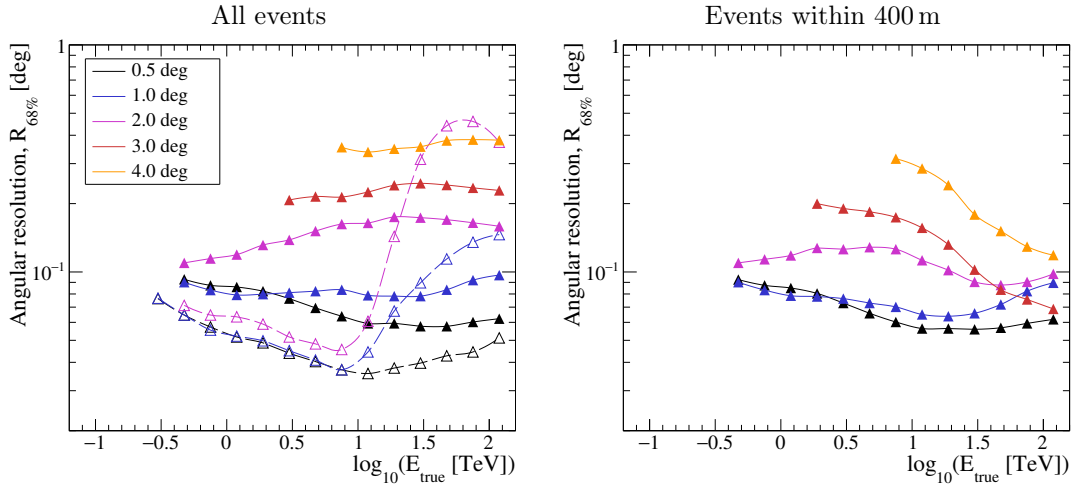 All events
Angular resolution, R68% [deg]
1
10−1
0.5 deg
1.0 deg
2.0 deg
3.0 deg
4.0 deg
−1 −0.5 0 0.5 1 1.5 2
log10(Etrue [TeV])
Events within 400 m
Angular resolution, R68% [deg]
1
10−1
−1 −0.5 0 0.5 1 1.5 2
log10(Etrue [TeV])